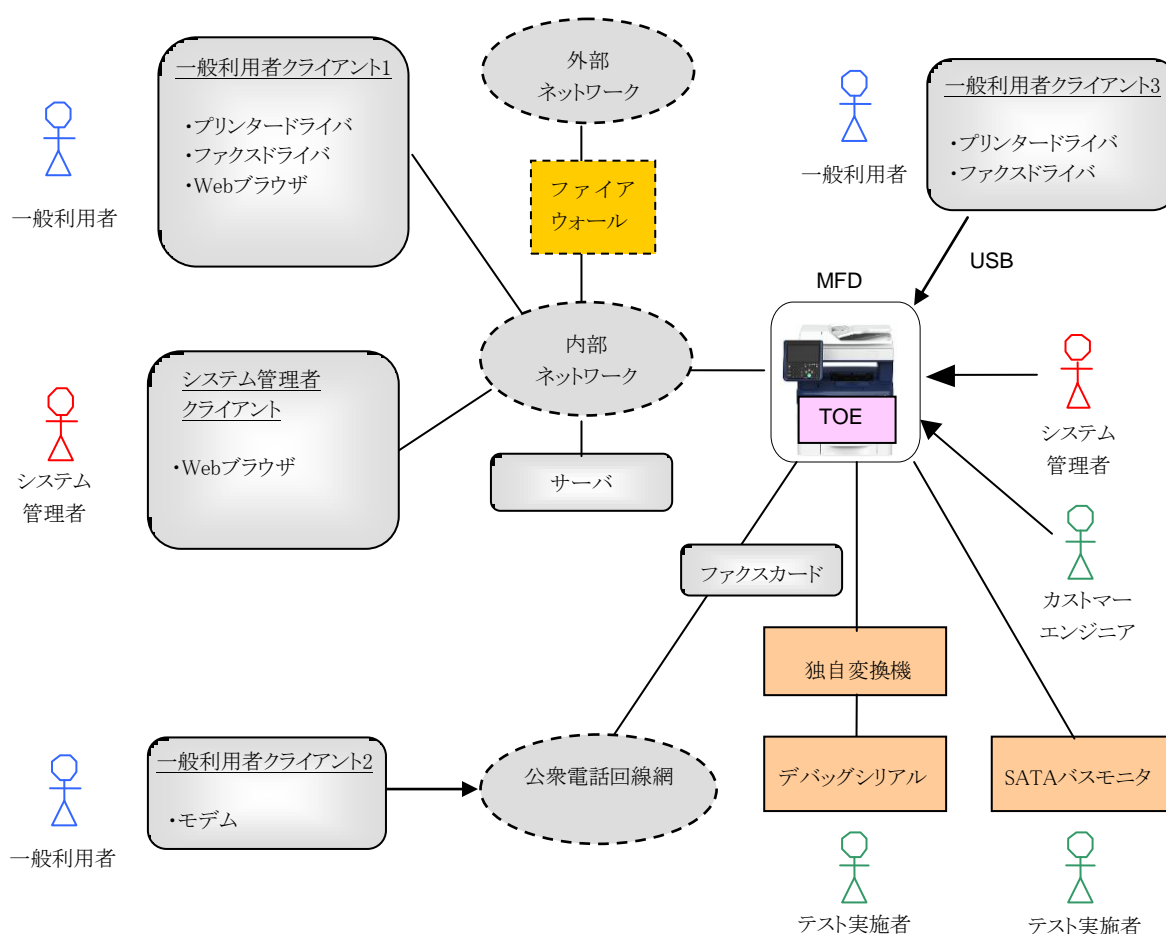 一般利用者クライアント1
・プリンタードライバ
・ファクスドライバ
・Webブラウザ
一般利用者
外部
ネットワーク
ファイア
ウォール
一般利用者
一般利用者クライアント3
・プリンタードライバ
・ファクスドライバ
USB
MFD
TOE
内部
ネットワーク
システム管理者
クライアント
・Webブラウザ
システム
管理者
サーバ
システム
管理者
ファクスカード
カストマー
エンジニア
独自変換機
一般利用者クライアント2
・モデム
一般利用者
公衆電話回線網
デバッグシリアル
SATAバスモニタ
テスト実施者
テスト実施者